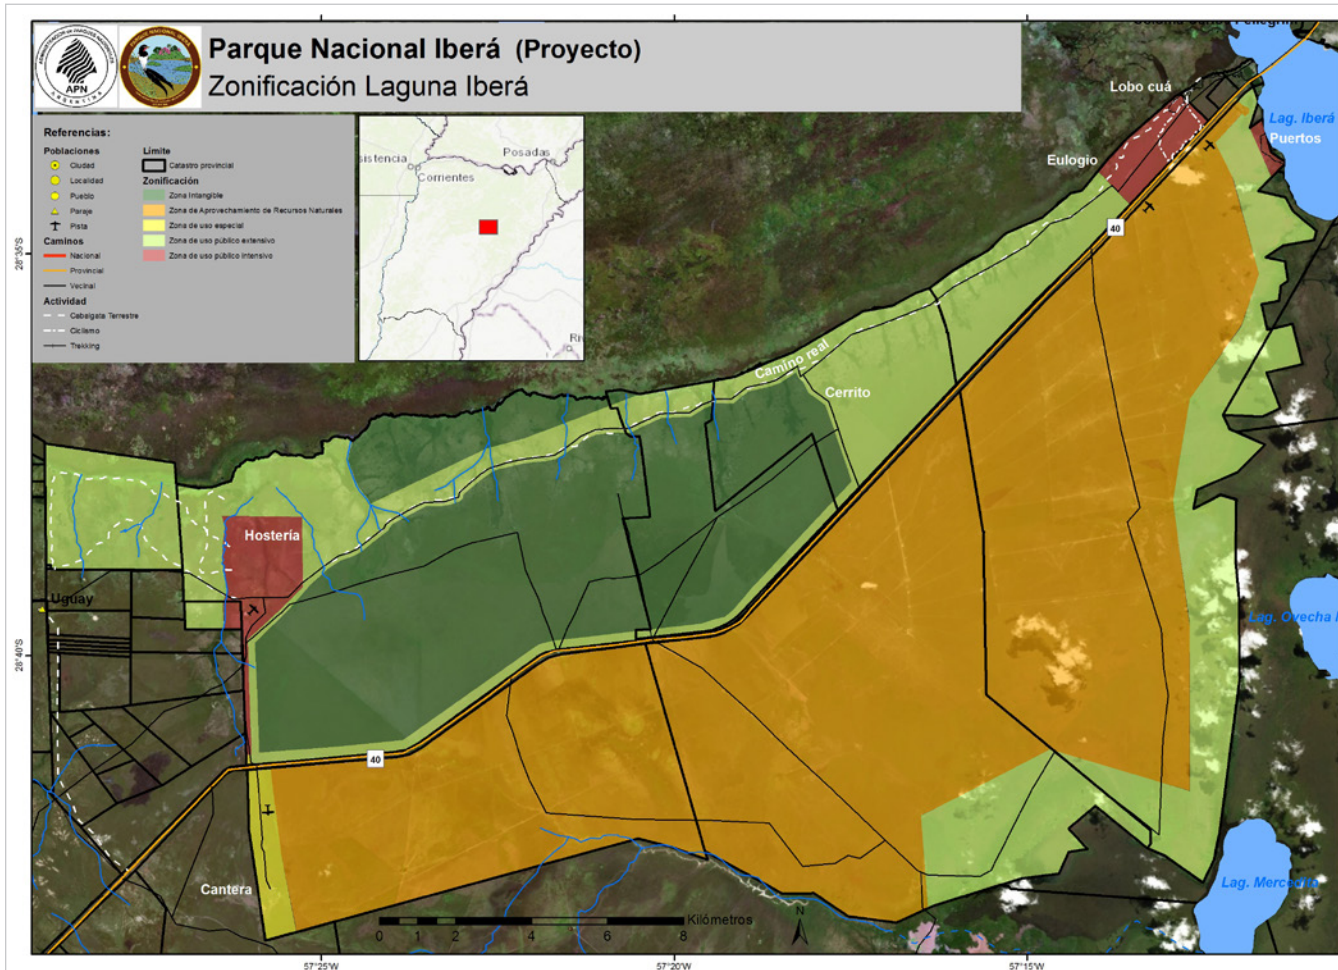 Parque Nacional Iberá (Proyecto)
Zonificación Laguna Iberá
APN
ARGENTINA
Referencias:
Poblaciones
Ciudad
Localidad
Pueblo
Paraje
Pista
Caminos
Nacional
Provincial
Vecinal
Actividad
Cabalgata Terrestre
Ciclismo
Trekking
Límite
Catastro provincial
Zonificación
Zona Intangible
Zona de Aprovechamiento de Recursos Naturales
Zona de uso especial
Zona de uso público extensivo
Zona de uso público intensivo
sistencia
Corrientes
Posadas
Lobo cuá
Lag. Iberá
Puertos
Eulogio
40
28°35'S
Camino real
Cerrito
Hostería
Uguay
Lag. Ovecha
28°40'S
40
Cantera
Lag. Mercedita
Kilómetros
0 1 2 4 6 8
N
57°25'W
57°20'W
57°15'W